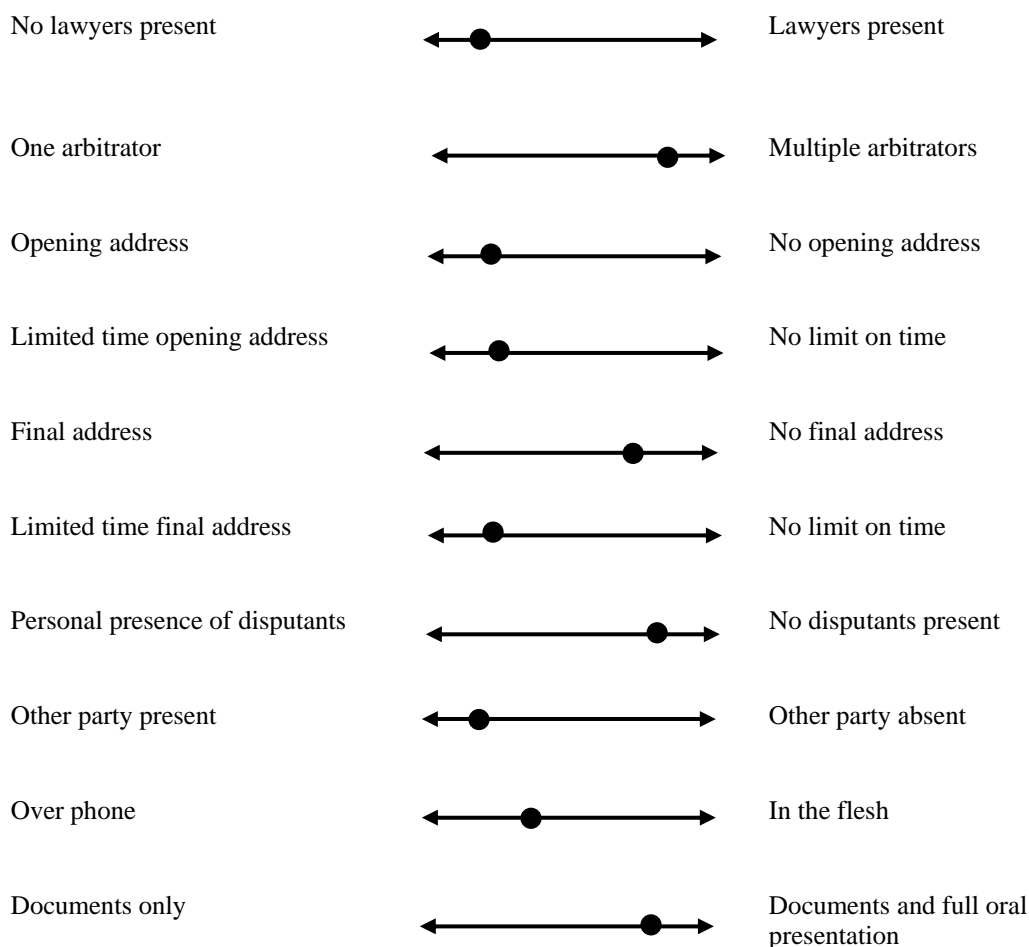 No lawyers present
Lawyers present
One arbitrator
Multiple arbitrators
Opening address
No opening address
Limited time opening address
No limit on time
Final address
No final address
Limited time final address
No limit on time
Personal presence of disputants
No disputants present
Other party present
Other party absent
Over phone
In the flesh
Documents only
Documents and full oral
presentation